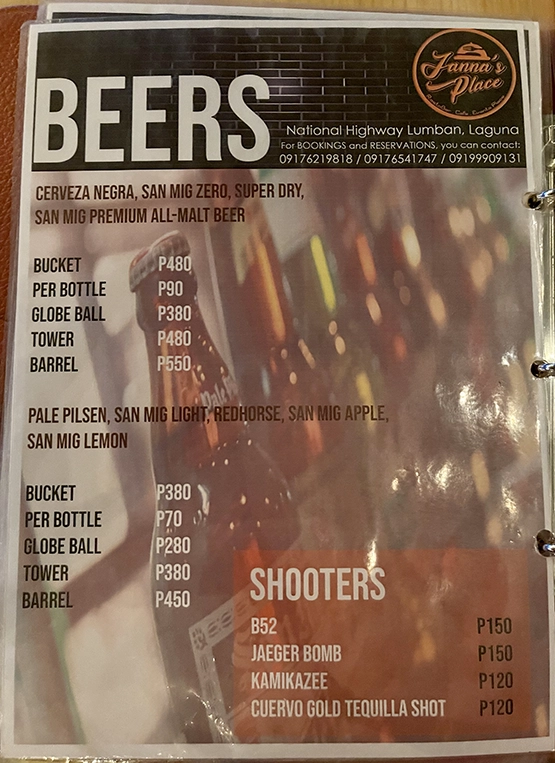 Janna's
Place
BEERS
National Highway Lumban, Laguna
For BOOKINGS and RESERVATIONS, you can contact:
09176219818 / 09176541747 / 09199909131
CERVEZA NEGRA, SAN MIG ZERO, SUPER DRY,
SAN MIG PREMIUM ALL-MALT BEER
BUCKET P480
PER BOTTLE P90
GLOBE BALL P380
TOWER P480
BARREL P550
PALE PILSEN, SAN MIG LIGHT, REDHORSE, SAN MIG APPLE,
SAN MIG LEMON
BUCKET P380
PER BOTTLE P70
GLOBE BALL P280
TOWER P380
BARREL P450
SHOOTERS
B52 P150
JAEGER BOMB P150
KAMIKAZEE P120
CUERVO GOLD TEQUILLA SHOT P120